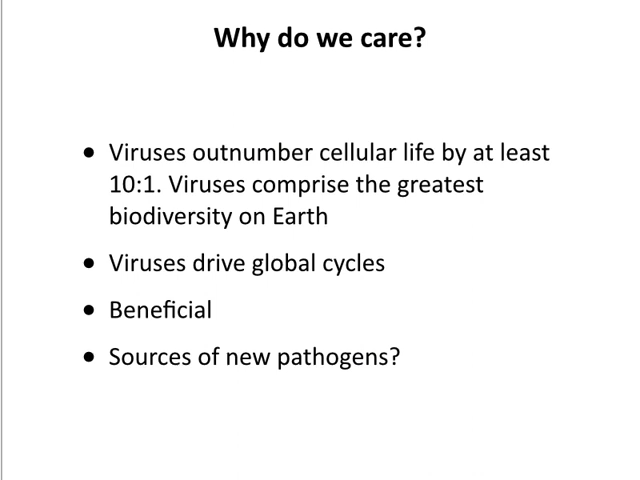 Why do we care?
• Viruses outnumber cellular life by at least
10:1. Viruses comprise the greatest
biodiversity on Earth
• Viruses drive global cycles
• Beneficial
• Sources of new pathogens?